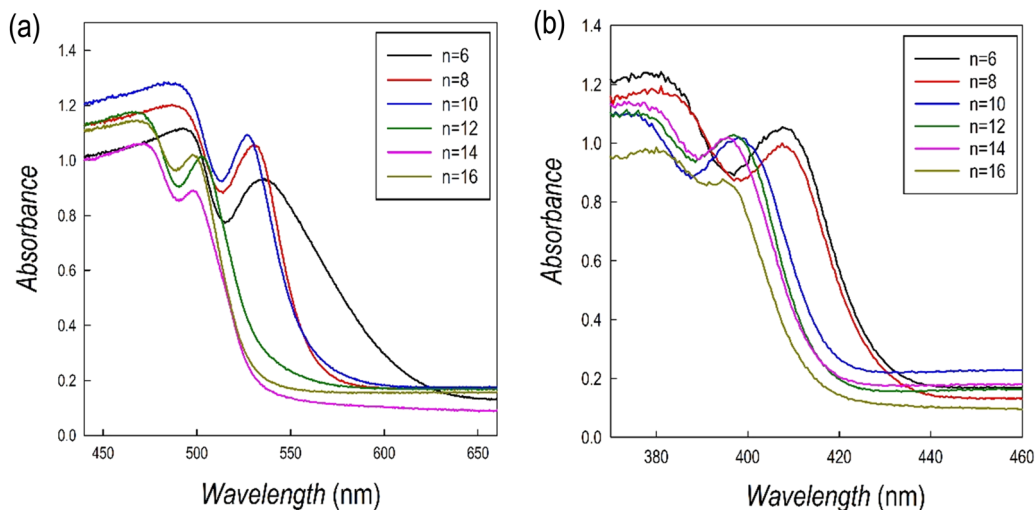 (a)
1.4
1.2
1.0
0.8
0.6
0.4
0.2
0.0
Absorbance
450
500
550
600
650
Wavelength (nm)
n=6
n=8
n=10
n=12
n=14
n=16
(b)
1.4
1.2
1.0
0.8
0.6
0.4
0.2
0.0
Absorbance
380
400
420
440
460
Wavelength (nm)
n=6
n=8
n=10
n=12
n=14
n=16